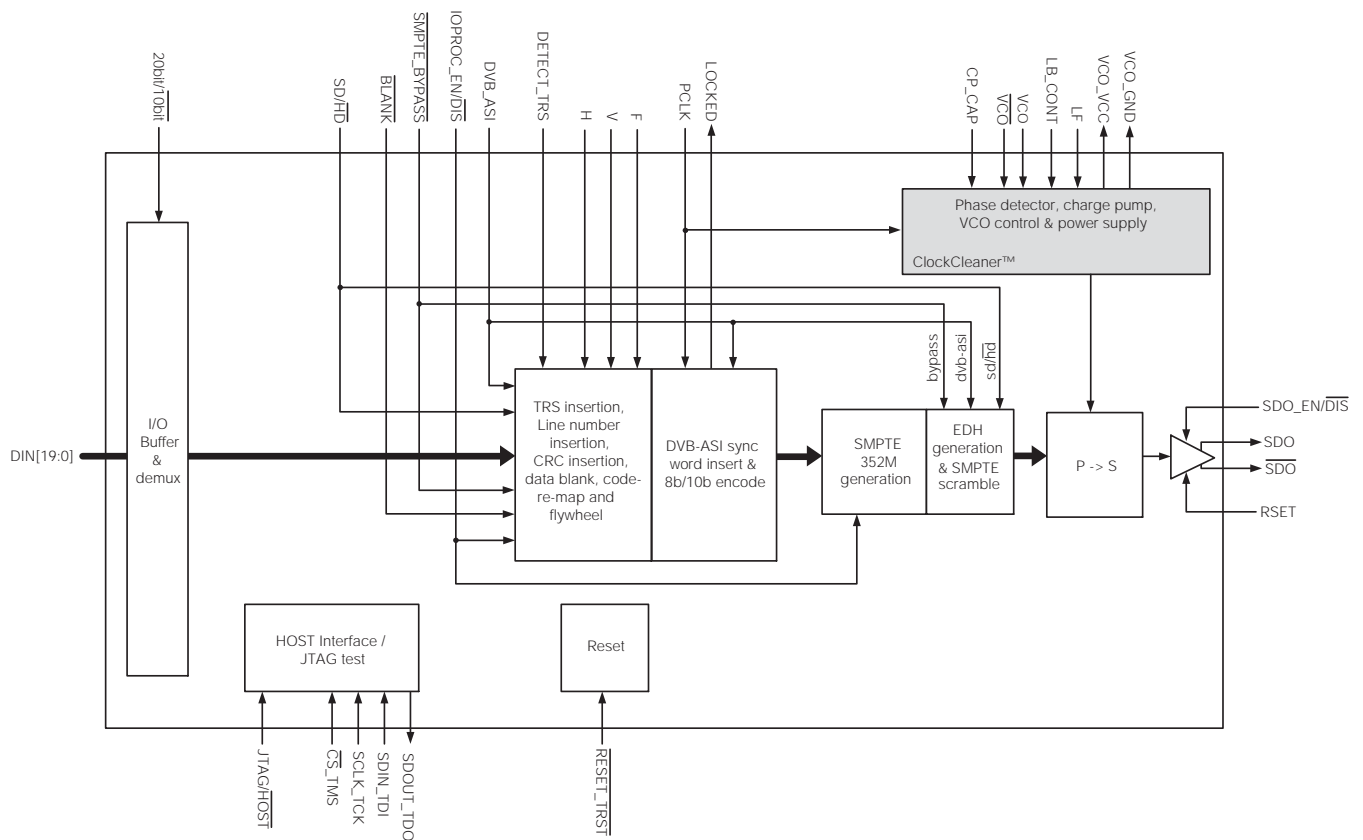 20bit/10bit
SD/HD
BLANK
SMPTE_BYPASS
IOPROC_EN/DIS
DVB_ASI
DETECT_TRS
H
V
F
PCLK
LOCKED
CP_CAP
VCO
VCO
LB_CONT
LF
VCO_VCC
VCO_GND
Phase detector, charge pump,
VCO control & power supply
ClockCleaner™
bypass
dvb-asi
sd/hd
DIN[19:0]
I/O
Buffer
&
demux
TRS insertion,
Line number
insertion,
CRC insertion,
data blank, code-
re-map and
flywheel
DVB-ASI sync
word insert &
8b/10b encode
SMPTE
352M
generation
EDH
generation
& SMPTE
scramble
P -> S
SDO_EN/DIS
SDO
SDO
RSET
HOST Interface /
JTAG test
Reset
JTAG/HOST
CS_TMS
SCLK_TCK
SDIN_TDI
SDOUT_TDO
RESET_TRST